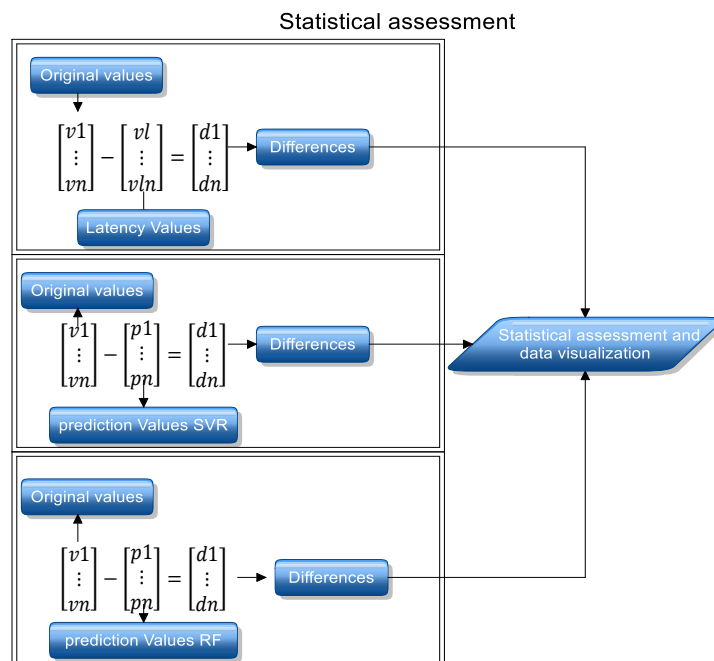 Statistical assessment
Original values
[v1 ⋮ vn] − [vl ⋮ vln] = [d1 ⋮ dn]
Differences
Latency Values
Original values
[v1 ⋮ vn] − [p1 ⋮ pn] = [d1 ⋮ dn]
Differences
prediction Values SVR
Statistical assessment and
data visualization
Original values
[v1 ⋮ vn] − [p1 ⋮ pn] = [d1 ⋮ dn]
Differences
prediction Values RF